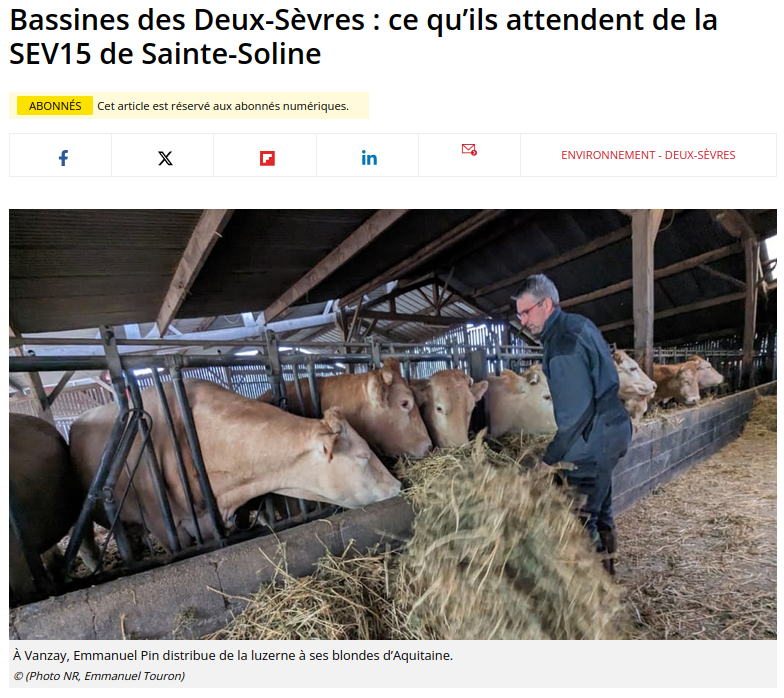 Bassines des Deux-Sèvres : ce qu’ils attendent de la
SEV15 de Sainte-Soline
ABONNÉS Cet article est réservé aux abonnés numériques.
ENVIRONNEMENT - DEUX-SÈVRES
À Vanzay, Emmanuel Pin distribue de la luzerne à ses blondes d’Aquitaine.
© (Photo NR, Emmanuel Touron)